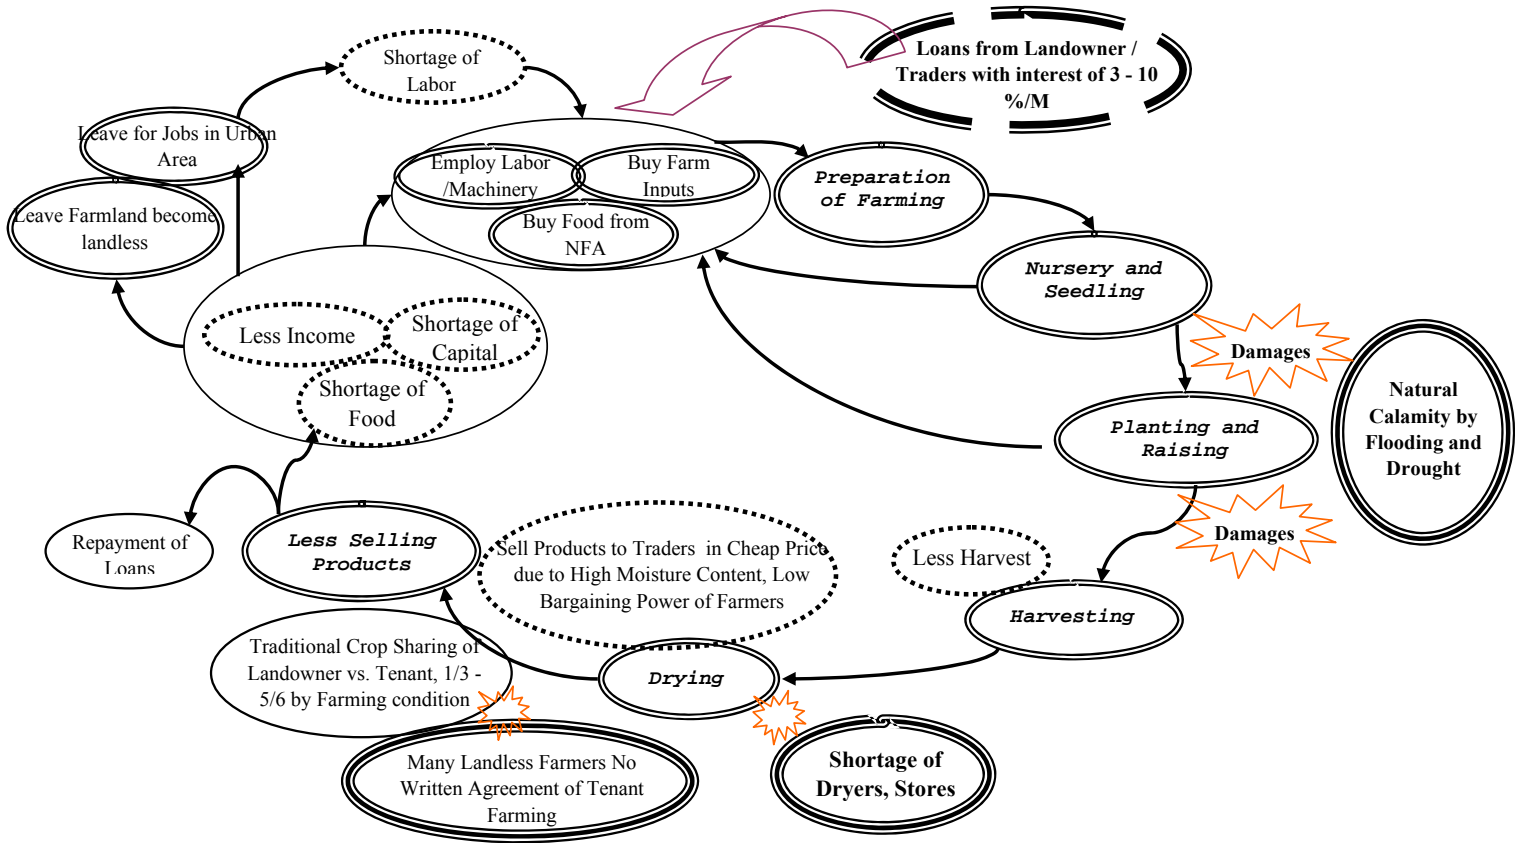 Shortage of
Labor
Loans from Landowner /
Traders with interest of 3 - 10
%/M
Leave for Jobs in Urban
Area
Employ Labor
/Machinery
Buy Farm
Inputs
Buy Food from
NFA
Preparation
of Farming
Leave Farmland become
landless
Nursery and
Seedling
Less Income
Shortage of
Capital
Shortage of
Food
Damages
Natural
Calamity by
Flooding and
Drought
Planting and
Raising
Damages
Repayment of
Loans
Less Selling
Products
Sell Products to Traders in Cheap Price
due to High Moisture Content, Low
Bargaining Power of Farmers
Less Harvest
Harvesting
Traditional Crop Sharing of
Landowner vs. Tenant, 1/3 -
5/6 by Farming condition
Drying
Many Landless Farmers No
Written Agreement of Tenant
Farming
Shortage of
Dryers, Stores